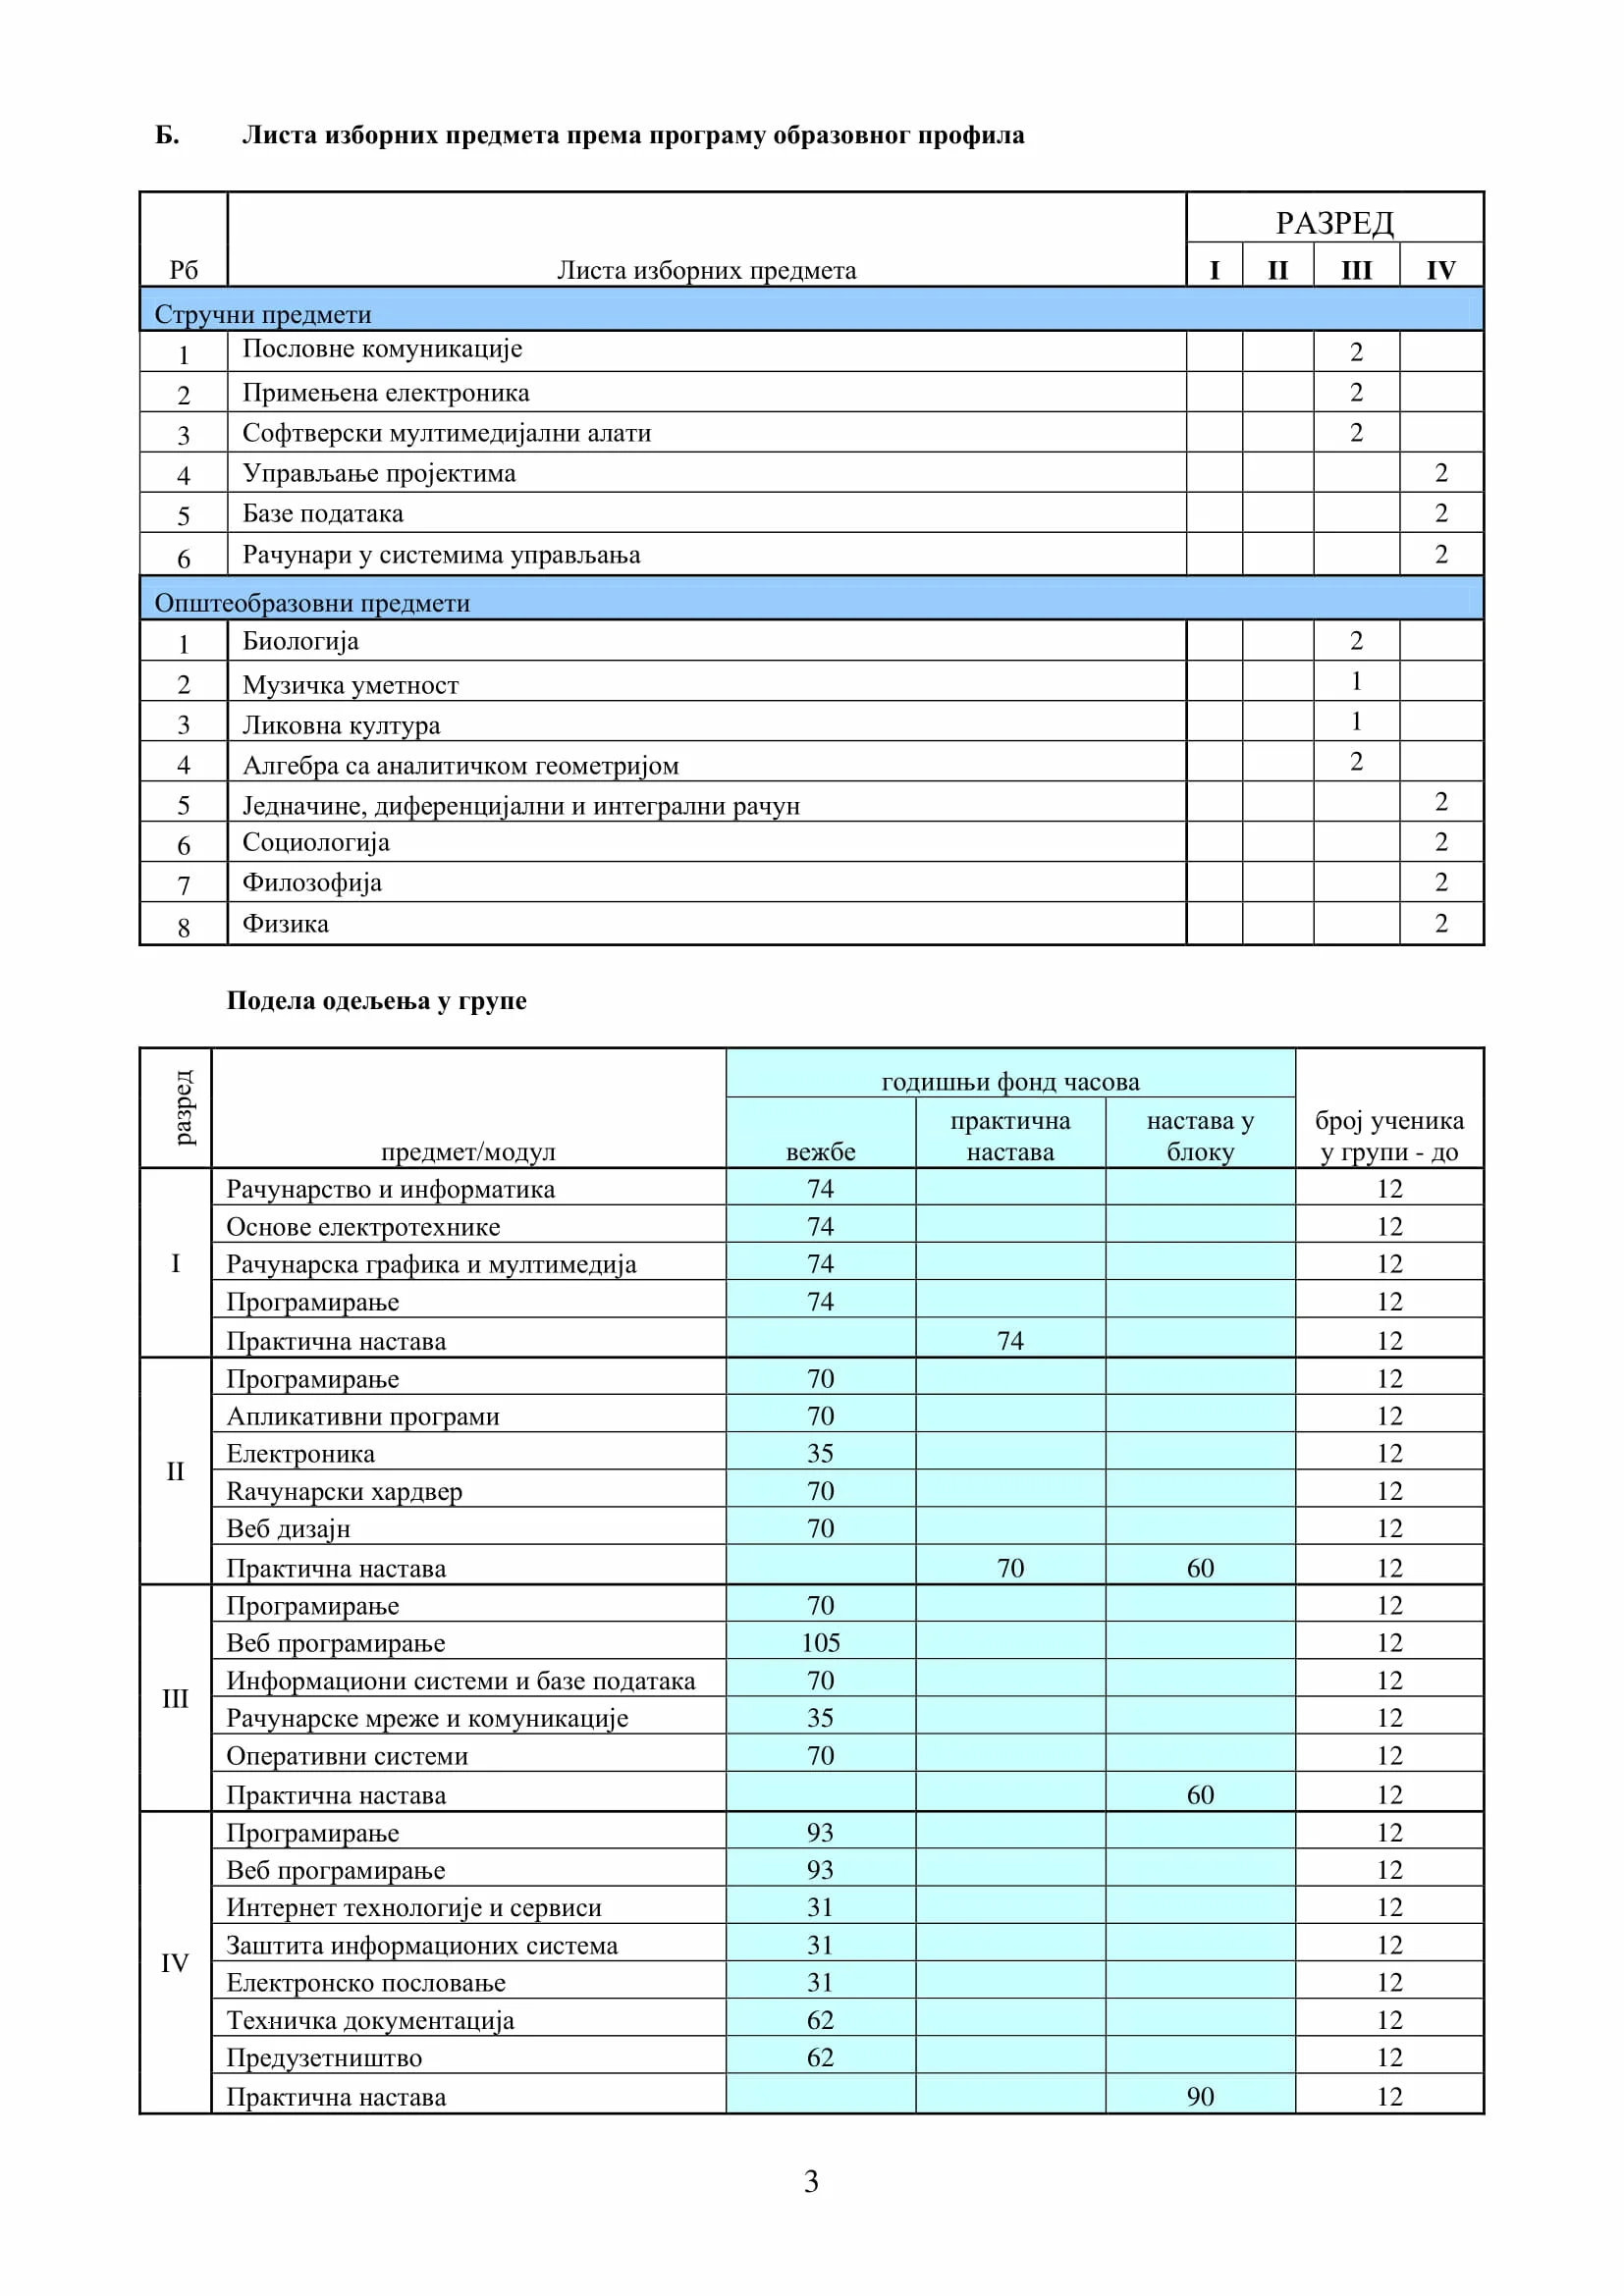 Б. Листа изборних предмета према програму образовног профила
РАЗРЕД
Рб Листа изборних предмета I II III IV
Стручни предмети
1 Пословне комуникације 2
2 Примењена електроника 2
3 Софтверски мултимедијални алати 2
4 Управљање пројектима 2
5 Базе података 2
6 Рачунари у системима управљања 2
Општеобразовни предмети
1 Биологија 2
2 Музичка уметност 1
3 Ликовна култура 1
4 Алгебра са аналитичком геометријом 2
5 Једначине, диференцијални и интегрални рачун 2
6 Социологија 2
7 Филозофија 2
8 Физика 2
Подела одељења у групе
разред
предмет/модул
годишњи фонд часова
вежбе
практична
настава
настава у
блоку
број ученика
у групи - до
I
Рачунарство и информатика 74 12
Основе електротехнике 74 12
Рачунарска графика и мултимедија 74 12
Програмирање 74 12
Практична настава 74 12
II
Програмирање 70 12
Апликативни програми 70 12
Електроника 35 12
Rачунарски хардвер 70 12
Веб дизајн 70 12
Практична настава 70 60 12
III
Програмирање 70 12
Веб програмирање 105 12
Информациони системи и базе података 70 12
Рачунарске мреже и комуникације 35 12
Оперативни системи 70 12
Практична настава 60 12
IV
Програмирање 93 12
Веб програмирање 93 12
Интернет технологије и сервиси 31 12
Заштита информационих система 31 12
Електронско пословање 31 12
Техничка документација 62 12
Предузетништво 62 12
Практична настава 90 12
3